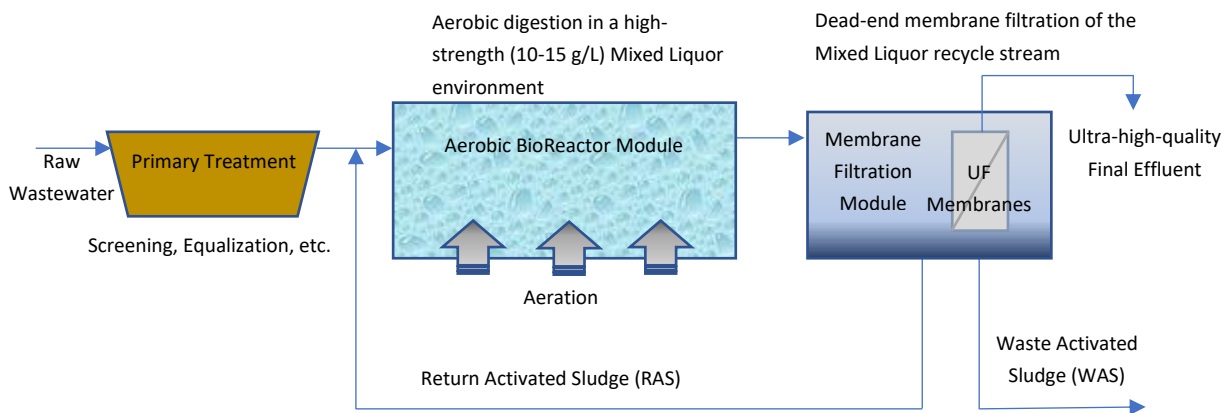 Aerobic digestion in a high-
strength (10-15 g/L) Mixed Liquor
environment
Dead-end membrane filtration of the
Mixed Liquor recycle stream
Raw
Wastewater
Primary Treatment
Screening, Equalization, etc.
Aerobic BioReactor Module
Aeration
Membrane
Filtration
Module
UF
Membranes
Ultra-high-quality
Final Effluent
Return Activated Sludge (RAS)
Waste Activated
Sludge (WAS)